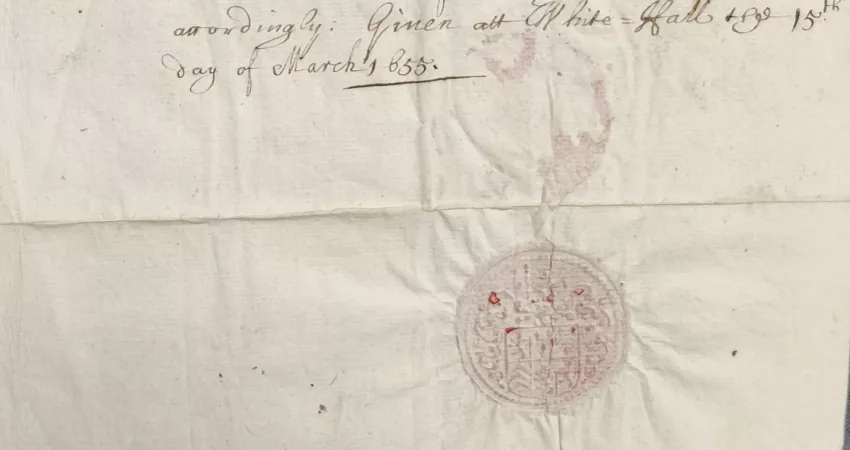 accordingly: Given att White=Hall the 15th
day of March 1655.